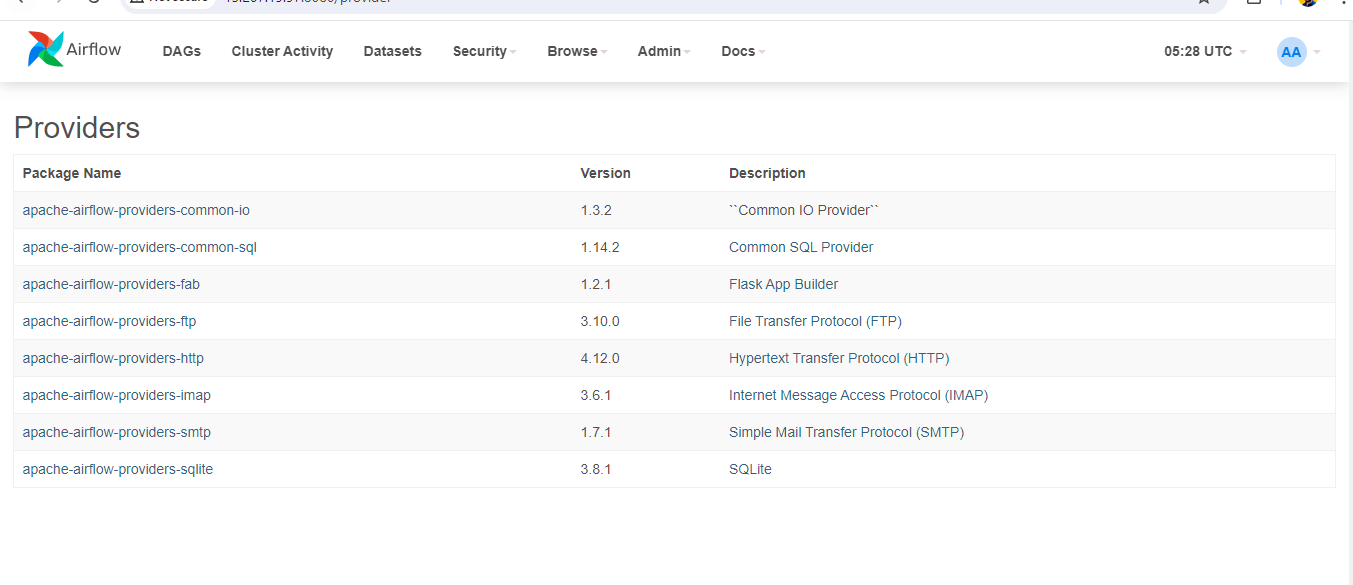 Airflow DAGs Cluster Activity Datasets Security Browse Admin Docs 05:28 UTC AA
Providers
Package Name Version Description
apache-airflow-providers-common-io 1.3.2 ``Common IO Provider``
apache-airflow-providers-common-sql 1.14.2 Common SQL Provider
apache-airflow-providers-fab 1.2.1 Flask App Builder
apache-airflow-providers-ftp 3.10.0 File Transfer Protocol (FTP)
apache-airflow-providers-http 4.12.0 Hypertext Transfer Protocol (HTTP)
apache-airflow-providers-imap 3.6.1 Internet Message Access Protocol (IMAP)
apache-airflow-providers-smtp 1.7.1 Simple Mail Transfer Protocol (SMTP)
apache-airflow-providers-sqlite 3.8.1 SQLite